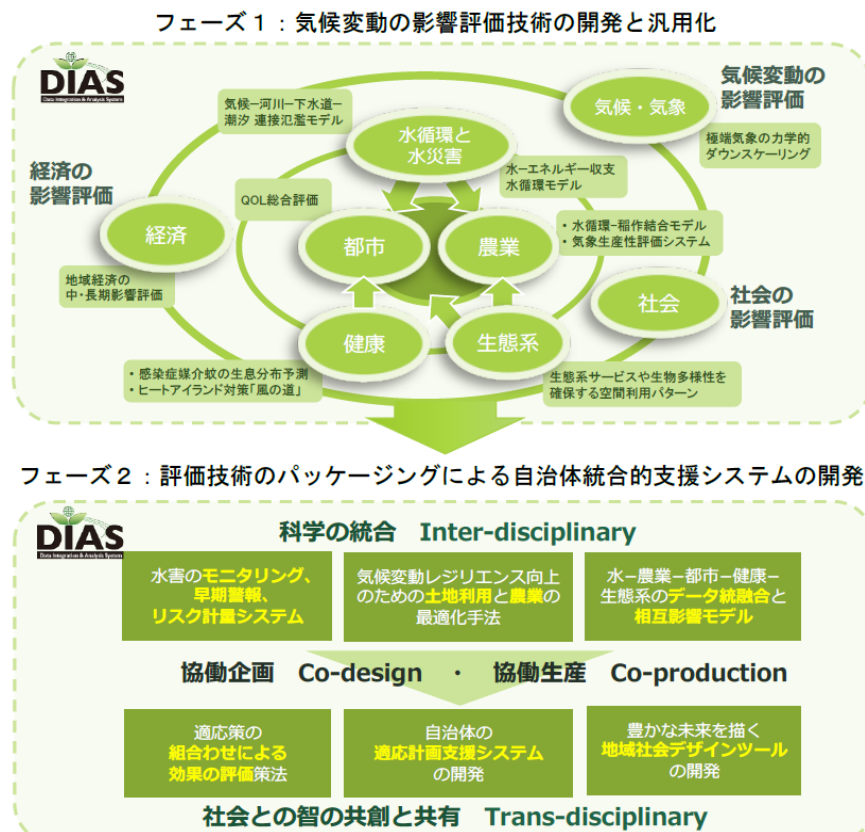 フェーズ１：気候変動の影響評価技術の開発と汎用化
DIAS
Data Integration & Analysis System
気候変動の
影響評価
気候・気象
極端気象の力学的
ダウンスケーリング
気候−河川−下水道−
潮汐 連接氾濫モデル
水循環と
水災害
水−エネルギー収支
水循環モデル
経済の
影響評価
QOL総合評価
経済
都市
農業
・水循環−稲作結合モデル
・気象生産性評価システム
地域経済の
中・長期影響評価
社会
社会の
影響評価
健康
生態系
・感染症媒介蚊の生息分布予測
・ヒートアイランド対策「風の道」
生態系サービスや生物多様性を
確保する空間利用パターン
フェーズ２：評価技術のパッケージングによる自治体統合的支援システムの開発
DIAS
Data Integration & Analysis System
科学の統合 Inter-disciplinary
水害のモニタリング、
早期警報、
リスク計量システム
気候変動レジリエンス向上
のための土地利用と農業の
最適化手法
水−農業−都市−健康−
生態系のデータ統融合と
相互影響モデル
協働企画 Co-design ・ 協働生産 Co-production
適応策の
組合わせによる
効果の評価策法
自治体の
適応計画支援システム
の開発
豊かな未来を描く
地域社会デザインツール
の開発
社会との智の共創と共有 Trans-disciplinary